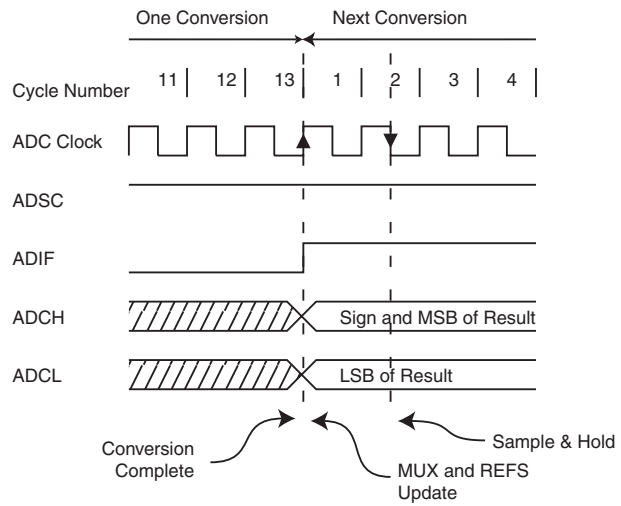 One Conversion Next Conversion
Cycle Number 11 12 13 1 2 3 4
ADC Clock
ADSC
ADIF
ADCH Sign and MSB of Result
ADCL LSB of Result
Conversion
Complete
MUX and REFS
Update
Sample & Hold